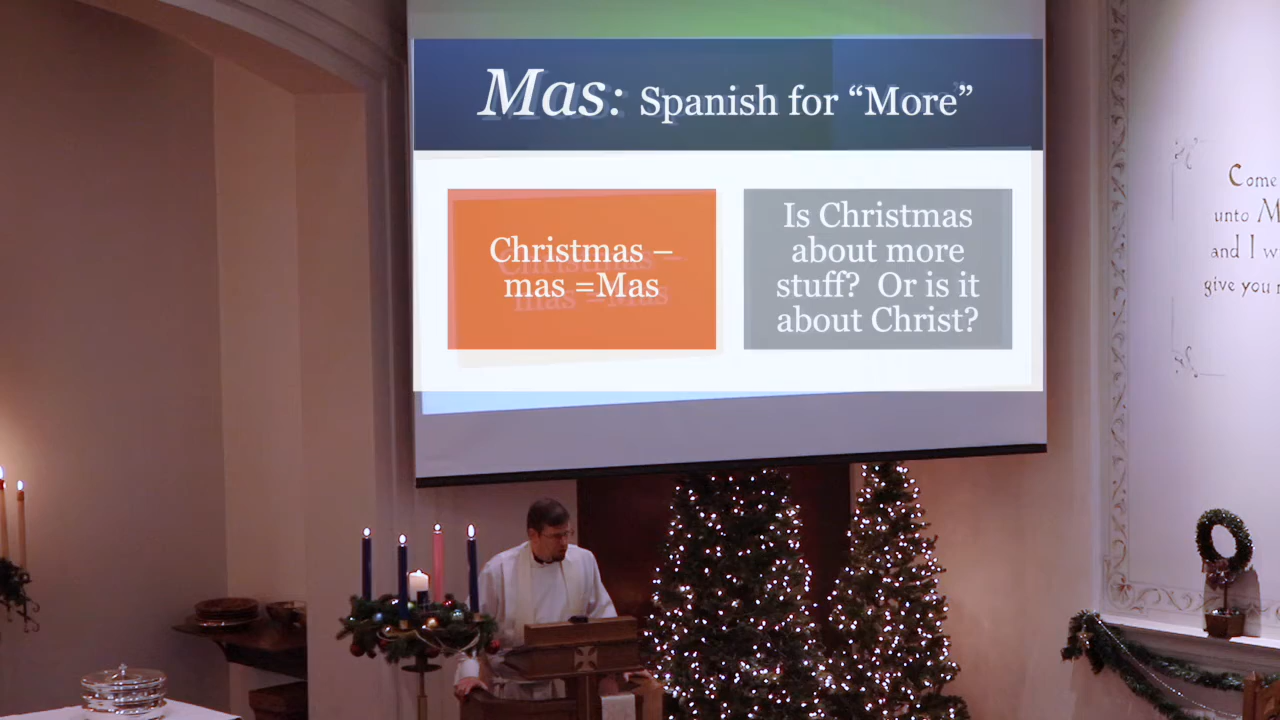 Mas: Spanish for “More”
Christmas –
mas =Mas
Is Christmas
about more
stuff?  Or is it
about Christ?
Come
unto
and I
give you